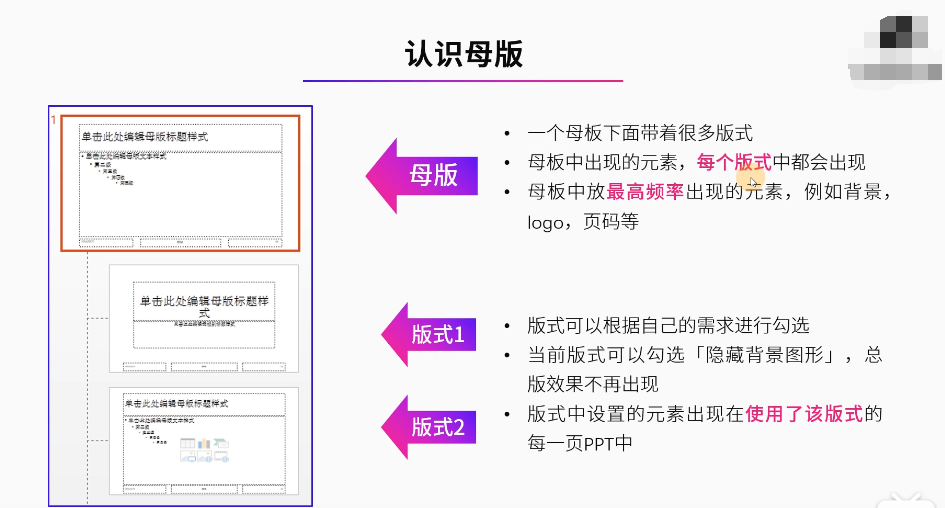 认识母版
1
单击此处编辑母版标题样式
• 单击此处编辑母版文本样式
• 第二级
• 第三级
• 第四级
• 第五级
母版
• 一个母板下面带着很多版式
• 母板中出现的元素，每个版式中都会出现
• 母板中放最高频率出现的元素，例如背景，
logo，页码等
单击此处编辑母版标题样
式
单击此处编辑母版副标题样式
版式1
• 版式可以根据自己的需求进行勾选
• 当前版式可以勾选「隐藏背景图形」，总
版效果不再出现
单击此处编辑母版标题样式
• 单击此处编辑母版文本样式
• 第二级
• 第三级
• 第四级
• 第五级
版式2
• 版式中设置的元素出现在使用了该版式的
每一页PPT中